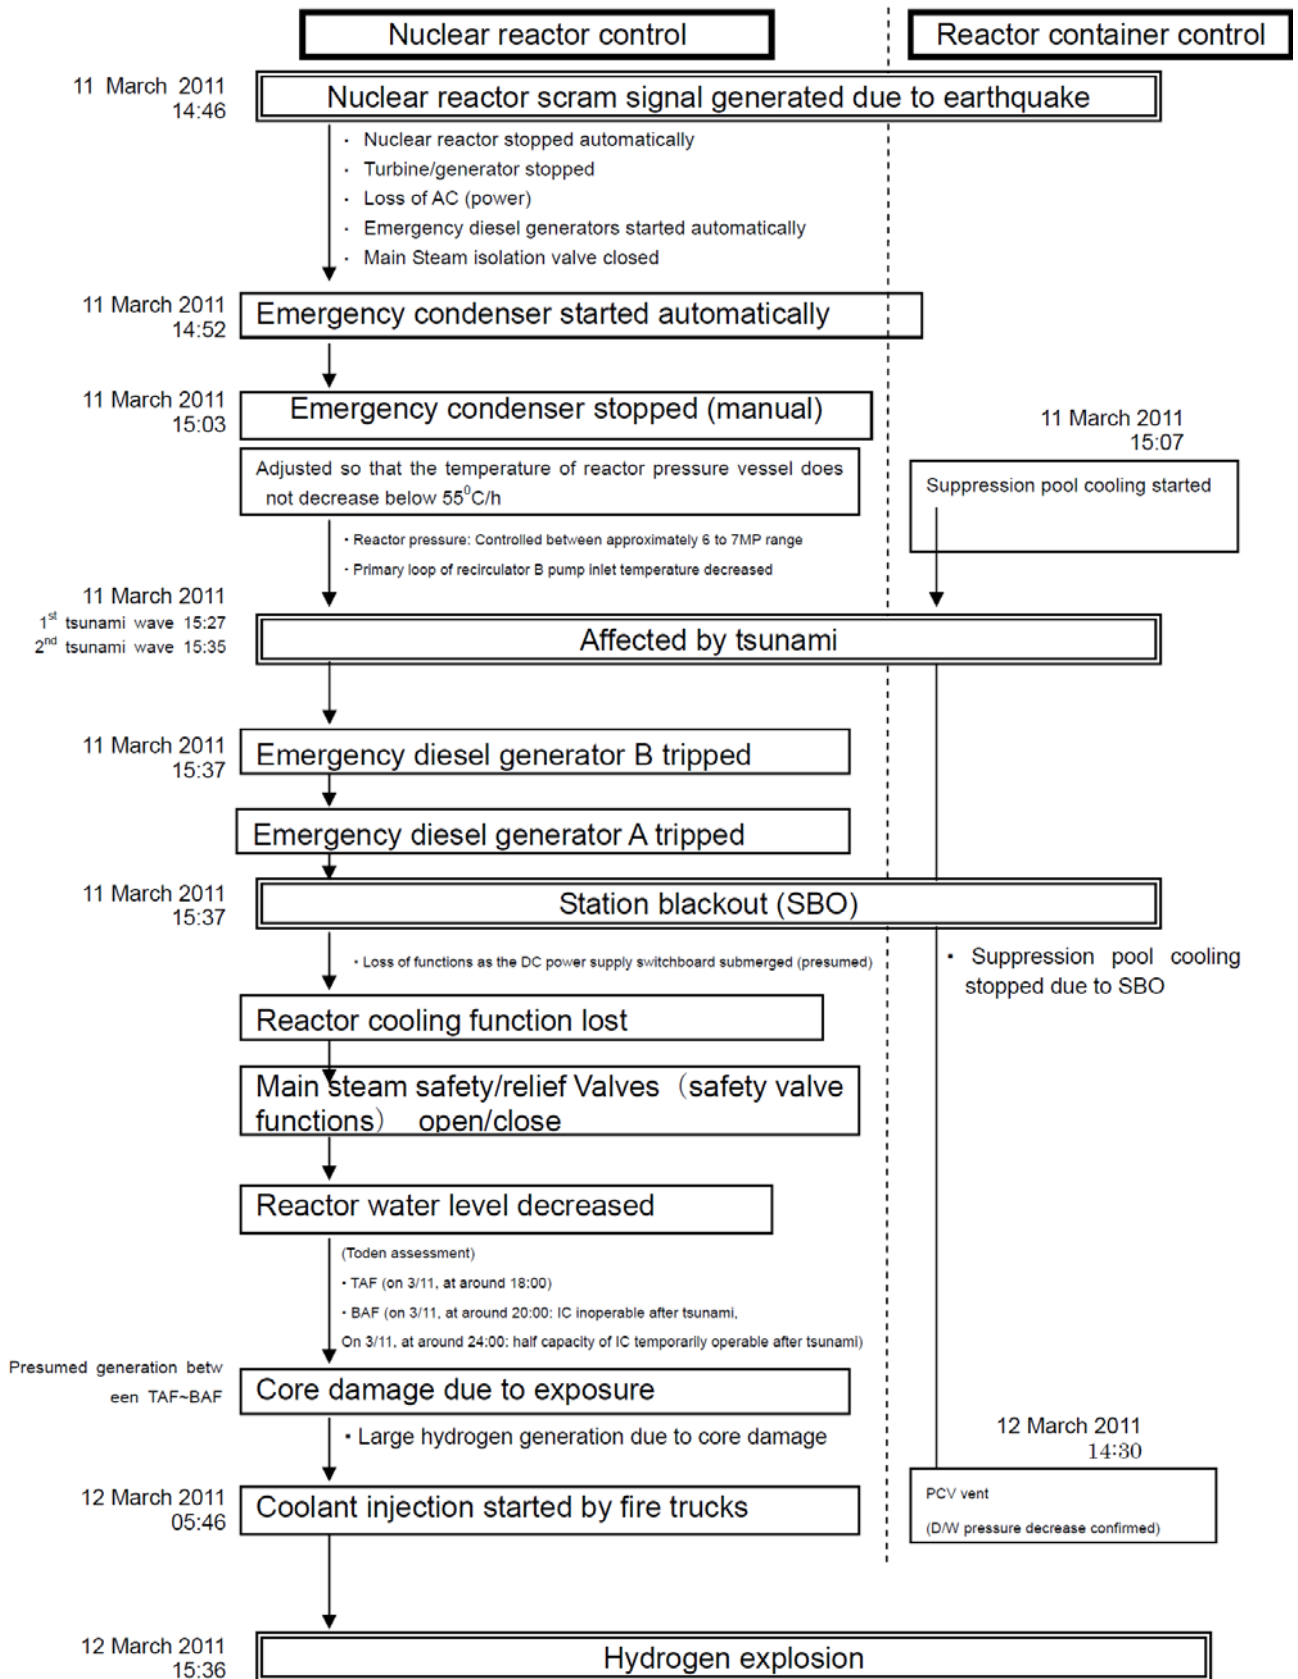 Nuclear reactor control
Reactor container control
11 March 2011
14:46
Nuclear reactor scram signal generated due to earthquake
・ Nuclear reactor stopped automatically
・ Turbine/generator stopped
・ Loss of AC (power)
・ Emergency diesel generators started automatically
・ Main Steam isolation valve closed
11 March 2011
14:52
Emergency condenser started automatically
11 March 2011
15:03
Emergency condenser stopped (manual)
Adjusted so that the temperature of reactor pressure vessel does
not decrease below 55⁰C/h
11 March 2011
15:07
Suppression pool cooling started
・Reactor pressure: Controlled between approximately 6 to 7MP range
・Primary loop of recirculator B pump inlet temperature decreased
11 March 2011
1st tsunami wave 15:27
2nd tsunami wave 15:35
Affected by tsunami
11 March 2011
15:37
Emergency diesel generator B tripped
Emergency diesel generator A tripped
11 March 2011
15:37
Station blackout (SBO)
・Loss of functions as the DC power supply switchboard submerged (presumed)
・ Suppression pool cooling
stopped due to SBO
Reactor cooling function lost
Main steam safety/relief Valves（safety valve
functions） open/close
Reactor water level decreased
(Toden assessment)
・TAF (on 3/11, at around 18:00)
・BAF (on 3/11, at around 20:00: IC inoperable after tsunami,
On 3/11, at around 24:00: half capacity of IC temporarily operable after tsunami)
Presumed generation betw
een TAF~BAF
Core damage due to exposure
・Large hydrogen generation due to core damage
12 March 2011
14:30
PCV vent
(D/W pressure decrease confirmed)
12 March 2011
05:46
Coolant injection started by fire trucks
12 March 2011
15:36
Hydrogen explosion